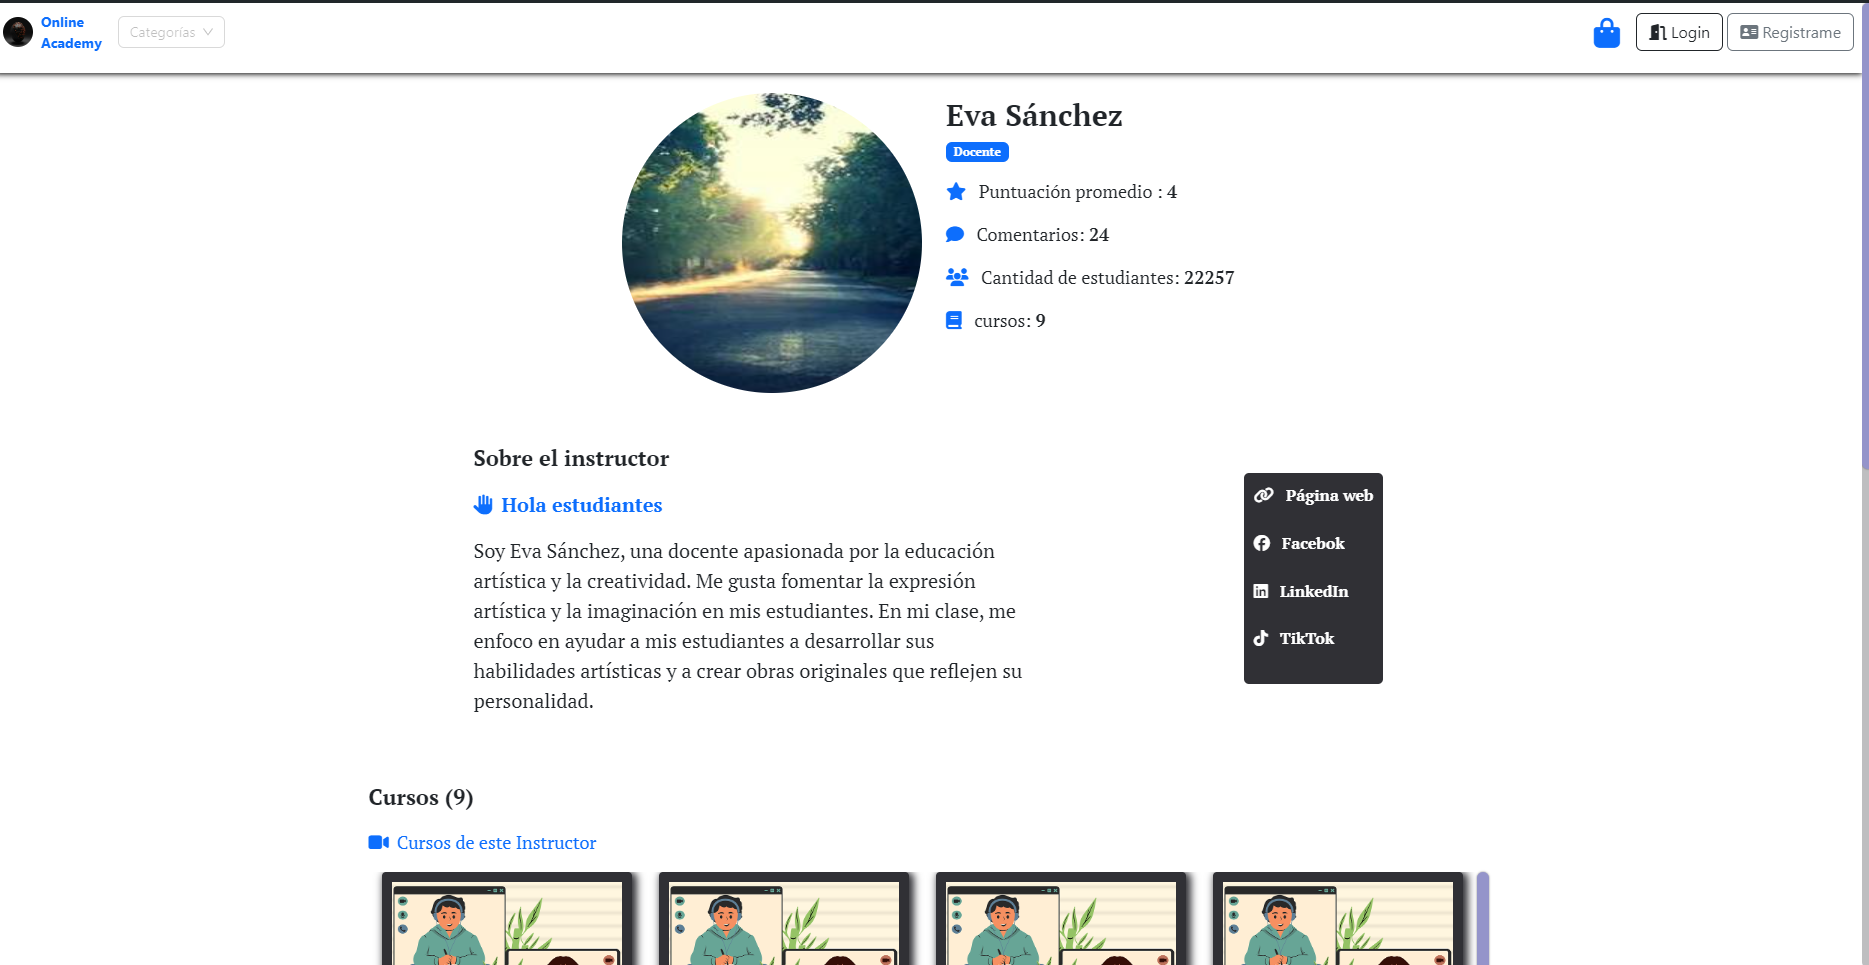 Online
Academy
Categorías
Login
Registrame
Eva Sánchez
Docente
Puntuación promedio : 4
Comentarios: 24
Cantidad de estudiantes: 22257
cursos: 9
Sobre el instructor
Hola estudiantes
Soy Eva Sánchez, una docente apasionada por la educación
artística y la creatividad. Me gusta fomentar la expresión
artística y la imaginación en mis estudiantes. En mi clase, me
enfoco en ayudar a mis estudiantes a desarrollar sus
habilidades artísticas y a crear obras originales que reflejen su
personalidad.
Página web
Facebok
LinkedIn
TikTok
Cursos (9)
Cursos de este Instructor